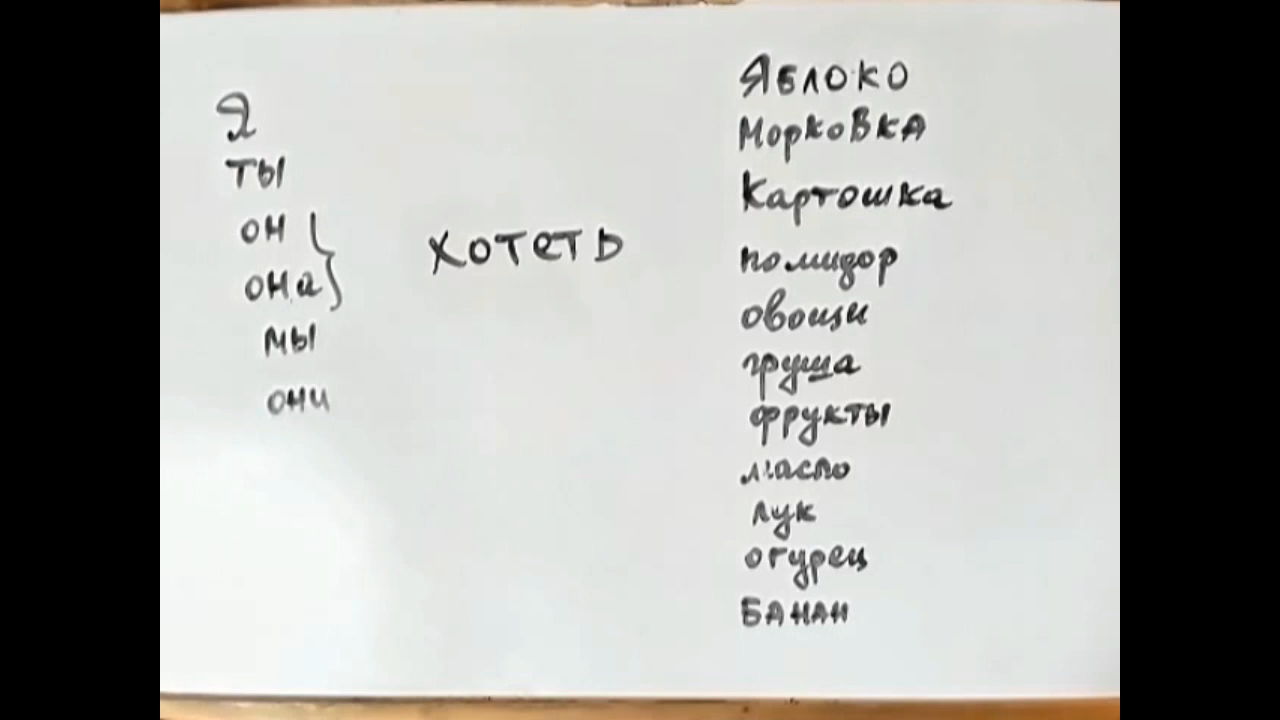 Я
ты
он
она
мы
они
хотеть
Яблоко
Морковка
Картошка
помидор
овощи
груша
фрукты
масло
лук
огурец
БАНАН